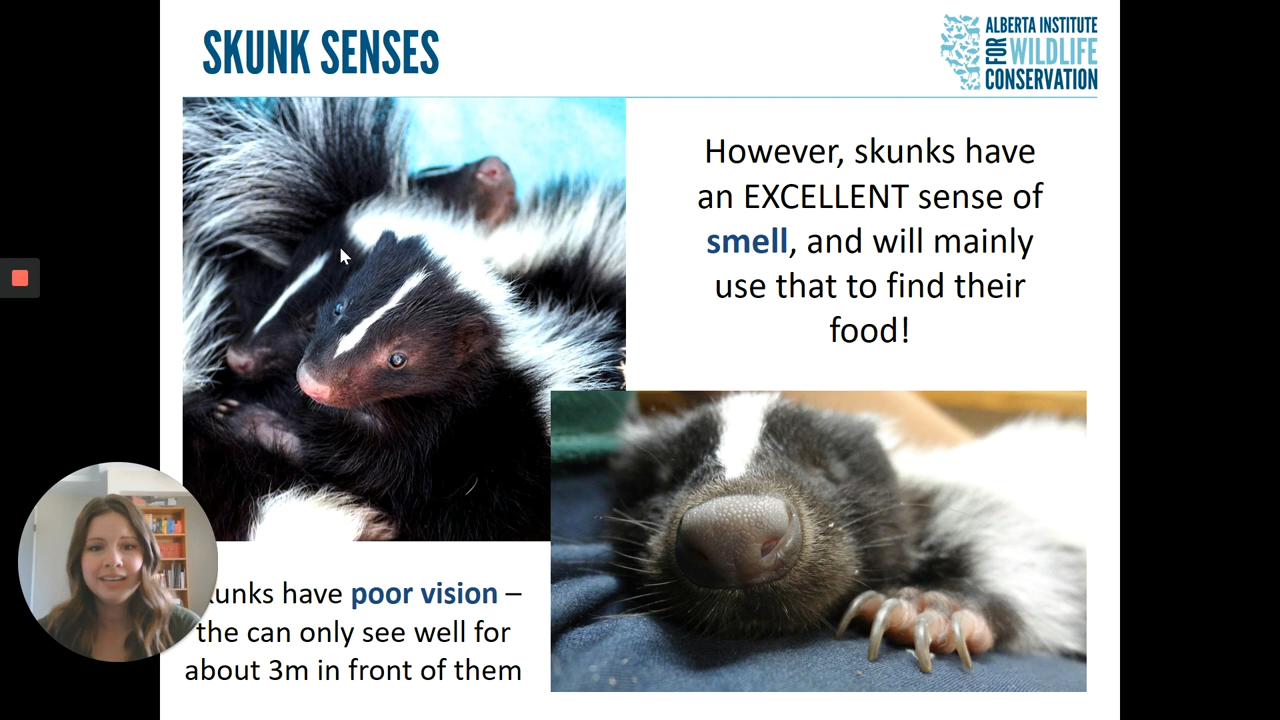 SKUNK SENSES
ALBERTA INSTITUTE
FOR WILDLIFE
CONSERVATION
However, skunks have
an EXCELLENT sense of
smell, and will mainly
use that to find their
food!
kunks have poor vision –
the can only see well for
about 3m in front of them